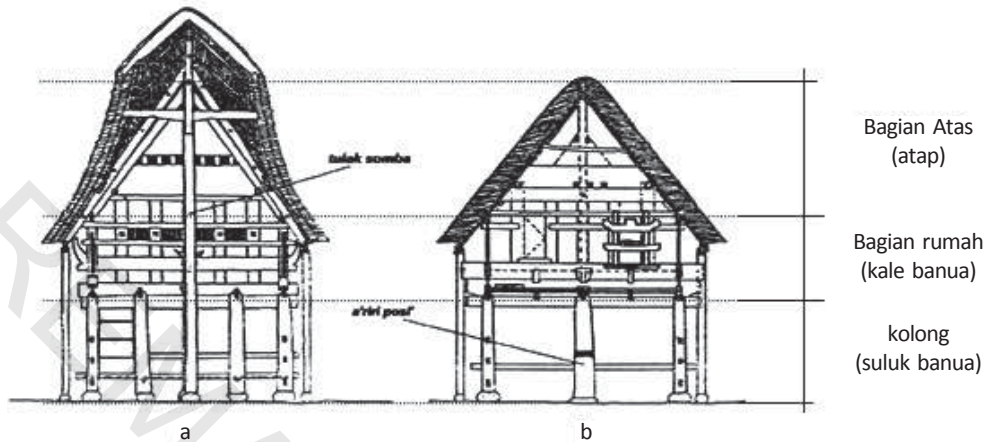 tulak somba
a'riri posi'
Bagian Atas
(atap)
Bagian rumah
(kale banua)
kolong
(suluk banua)
a
b